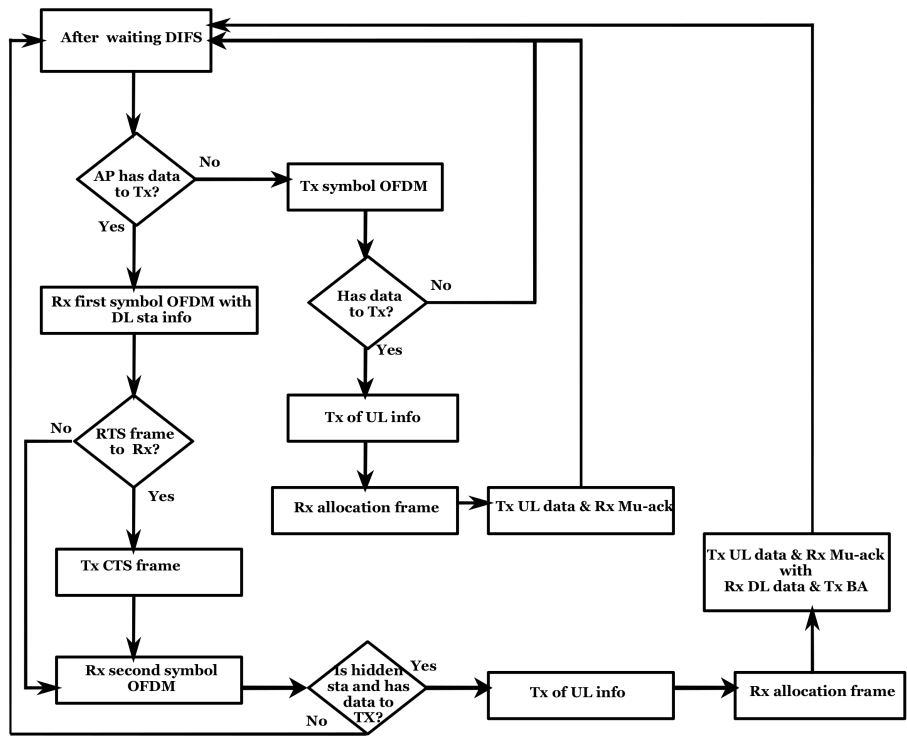 After waiting DIFS
AP has data
to Tx?
No
Yes
Tx symbol OFDM
Has data
to Tx?
No
Yes
Rx first symbol OFDM with
DL sta info
RTS frame
to Rx?
No
Yes
Tx of UL info
Rx allocation frame
Tx UL data & Rx Mu-ack
Tx CTS frame
Tx UL data & Rx Mu-ack
with
Rx DL data & Tx BA
Rx second symbol
OFDM
Is hidden
sta and has
data to
TX?
Yes
No
Tx of UL info
Rx allocation frame